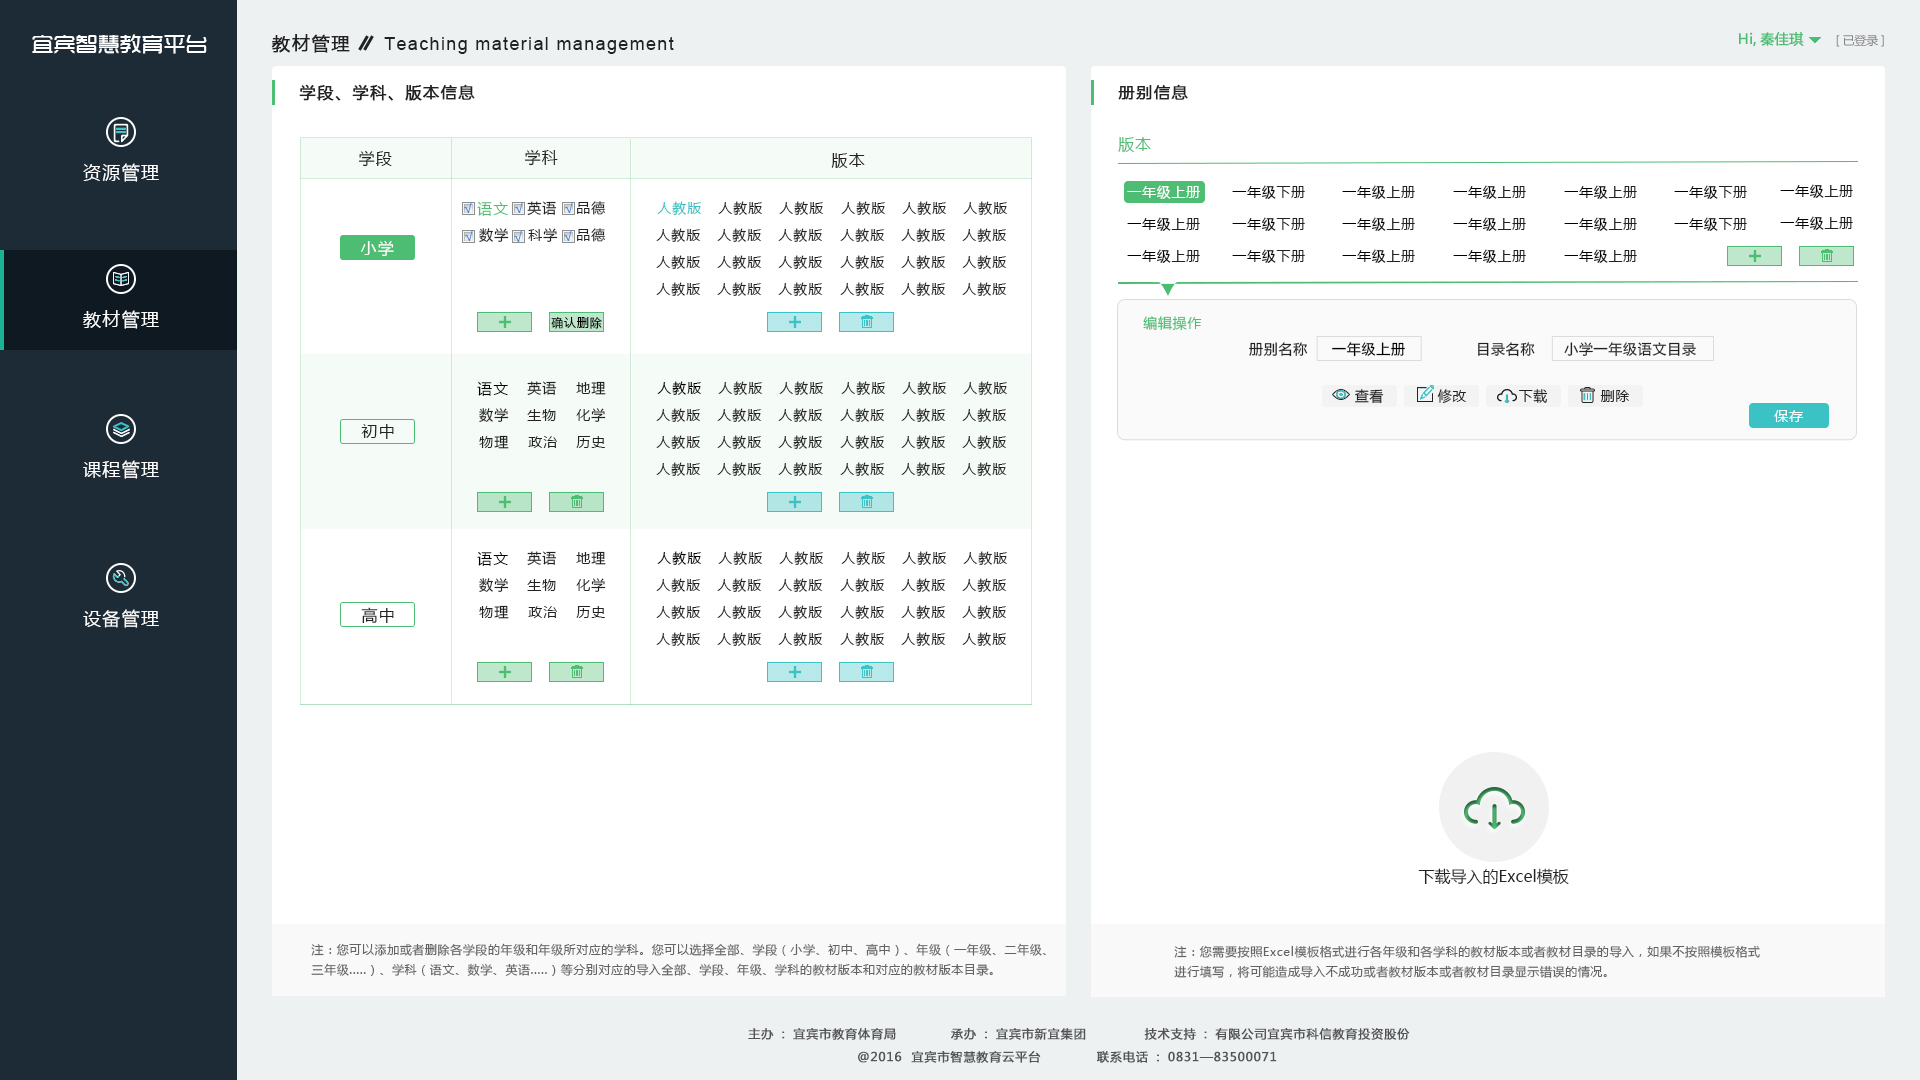 宜宾智慧教育平台
资源管理
教材管理
课程管理
设备管理
教材管理 // Teaching material management
Hi, 秦佳琪 [ 已登录 ]
学段、学科、版本信息
学段 学科 版本
小学
语文 英语 品德
数学 科学 品德
确认删除
人教版 人教版 人教版 人教版 人教版 人教版
人教版 人教版 人教版 人教版 人教版 人教版
人教版 人教版 人教版 人教版 人教版 人教版
人教版 人教版 人教版 人教版 人教版 人教版
初中
语文 英语 地理
数学 生物 化学
物理 政治 历史
人教版 人教版 人教版 人教版 人教版 人教版
人教版 人教版 人教版 人教版 人教版 人教版
人教版 人教版 人教版 人教版 人教版 人教版
人教版 人教版 人教版 人教版 人教版 人教版
高中
语文 英语 地理
数学 生物 化学
物理 政治 历史
人教版 人教版 人教版 人教版 人教版 人教版
人教版 人教版 人教版 人教版 人教版 人教版
人教版 人教版 人教版 人教版 人教版 人教版
人教版 人教版 人教版 人教版 人教版 人教版
注：您可以添加或者删除各学段的年级和年级所对应的学科。您可以选择全部、学段（小学、初中、高中）、年级（一年级、二年级、
三年级.....）、学科（语文、数学、英语.....）等分别对应的导入全部、学段、年级、学科的教材版本和对应的教材版本目录。
册别信息
版本
一年级上册 一年级下册 一年级上册 一年级上册 一年级上册 一年级下册 一年级上册
一年级上册 一年级下册 一年级上册 一年级上册 一年级上册 一年级下册 一年级上册
一年级上册 一年级下册 一年级上册 一年级上册 一年级上册
编辑操作
册别名称 一年级上册 目录名称 小学一年级语文目录
查看 修改 下载 删除
保存
下载导入的Excel模板
注：您需要按照Excel模板格式进行各年级和各学科的教材版本或者教材目录的导入，如果不按照模板格式
进行填写，将可能造成导入不成功或者教材版本或者教材目录显示错误的情况。
主办 ： 宜宾市教育体育局 承办 ： 宜宾市新宜集团 技术支持 ： 有限公司宜宾市科信教育投资股份
@2016 宜宾市智慧教育云平台 联系电话 ： 0831—83500071